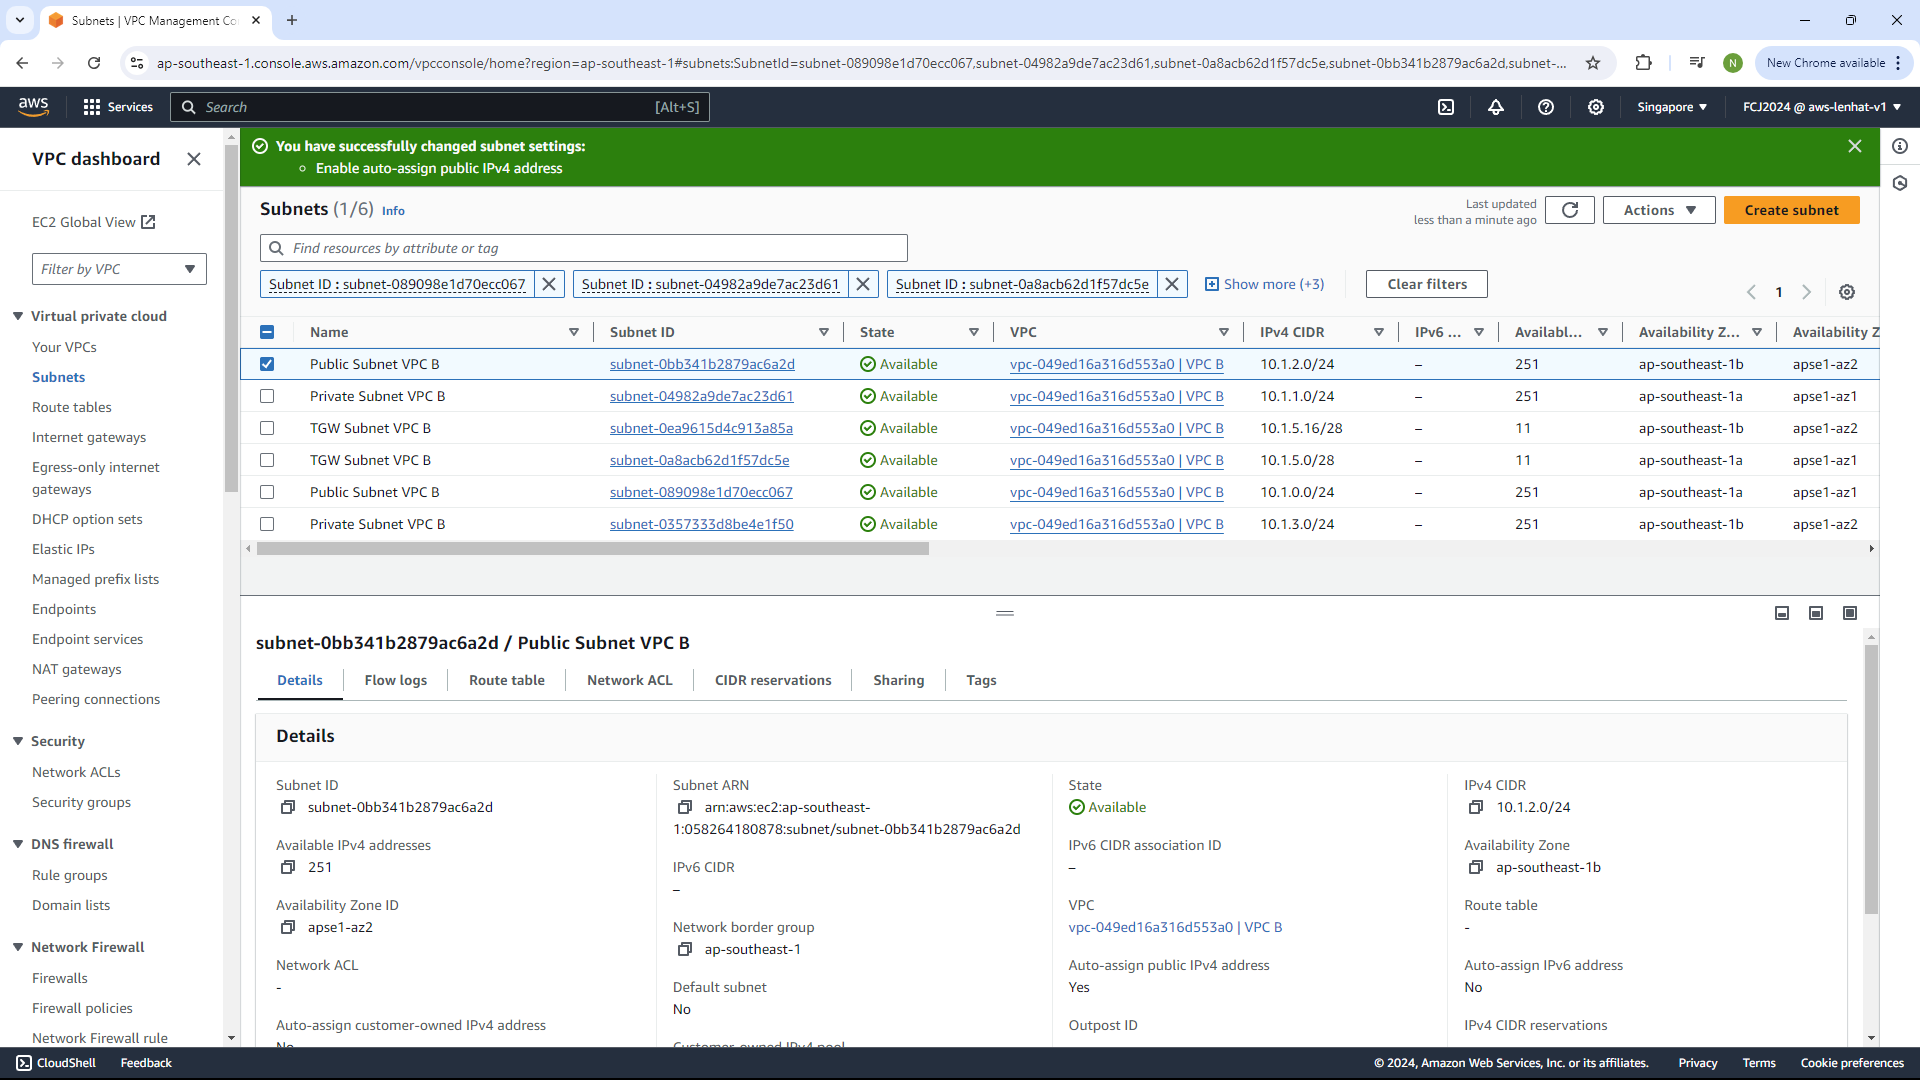 Subnets | VPC Management Co
ap-southeast-1.console.aws.amazon.com/vpcconsole/home?region=ap-southeast-1#subnets:SubnetId=subnet-089098e1d70ecc067,subnet-04982a9de7ac23d61,subnet-0a8acb62d1f57dc5e,subnet-0bb341b2879ac6a2d,subnet-...
N
New Chrome available
aws
Services
Search
[Alt+S]
Singapore
FCJ2024 @ aws-lenhat-v1
VPC dashboard
EC2 Global View
Filter by VPC
Virtual private cloud
Your VPCs
Subnets
Route tables
Internet gateways
Egress-only internet
gateways
DHCP option sets
Elastic IPs
Managed prefix lists
Endpoints
Endpoint services
NAT gateways
Peering connections
Security
Network ACLs
Security groups
DNS firewall
Rule groups
Domain lists
Network Firewall
Firewalls
Firewall policies
Network Firewall rule
You have successfully changed subnet settings:
Enable auto-assign public IPv4 address
Subnets (1/6) Info
Last updated
less than a minute ago
Actions
Create subnet
Find resources by attribute or tag
Subnet ID : subnet-089098e1d70ecc067
Subnet ID : subnet-04982a9de7ac23d61
Subnet ID : subnet-0a8acb62d1f57dc5e
Show more (+3)
Clear filters
1
Name Subnet ID State VPC IPv4 CIDR IPv6 ... Availabl... Availability Z... Availability Z
Public Subnet VPC B subnet-0bb341b2879ac6a2d Available vpc-049ed16a316d553a0 | VPC B 10.1.2.0/24 – 251 ap-southeast-1b apse1-az2
Private Subnet VPC B subnet-04982a9de7ac23d61 Available vpc-049ed16a316d553a0 | VPC B 10.1.1.0/24 – 251 ap-southeast-1a apse1-az1
TGW Subnet VPC B subnet-0ea9615d4c913a85a Available vpc-049ed16a316d553a0 | VPC B 10.1.5.16/28 – 11 ap-southeast-1b apse1-az2
TGW Subnet VPC B subnet-0a8acb62d1f57dc5e Available vpc-049ed16a316d553a0 | VPC B 10.1.5.0/28 – 11 ap-southeast-1a apse1-az1
Public Subnet VPC B subnet-089098e1d70ecc067 Available vpc-049ed16a316d553a0 | VPC B 10.1.0.0/24 – 251 ap-southeast-1a apse1-az1
Private Subnet VPC B subnet-0357333d8be4e1f50 Available vpc-049ed16a316d553a0 | VPC B 10.1.3.0/24 – 251 ap-southeast-1b apse1-az2
subnet-0bb341b2879ac6a2d / Public Subnet VPC B
Details
Flow logs
Route table
Network ACL
CIDR reservations
Sharing
Tags
Details
Subnet ID
subnet-0bb341b2879ac6a2d
Available IPv4 addresses
251
Availability Zone ID
apse1-az2
Network ACL
-
Auto-assign customer-owned IPv4 address
No
Subnet ARN
arn:aws:ec2:ap-southeast-
1:058264180878:subnet/subnet-0bb341b2879ac6a2d
IPv6 CIDR
–
Network border group
ap-southeast-1
Default subnet
No
Customer-owned IPv4 pool
State
Available
IPv6 CIDR association ID
–
VPC
vpc-049ed16a316d553a0 | VPC B
Auto-assign public IPv4 address
Yes
Outpost ID
IPv4 CIDR
10.1.2.0/24
Availability Zone
ap-southeast-1b
Route table
-
Auto-assign IPv6 address
No
IPv4 CIDR reservations
CloudShell
Feedback
© 2024, Amazon Web Services, Inc. or its affiliates.
Privacy
Terms
Cookie preferences